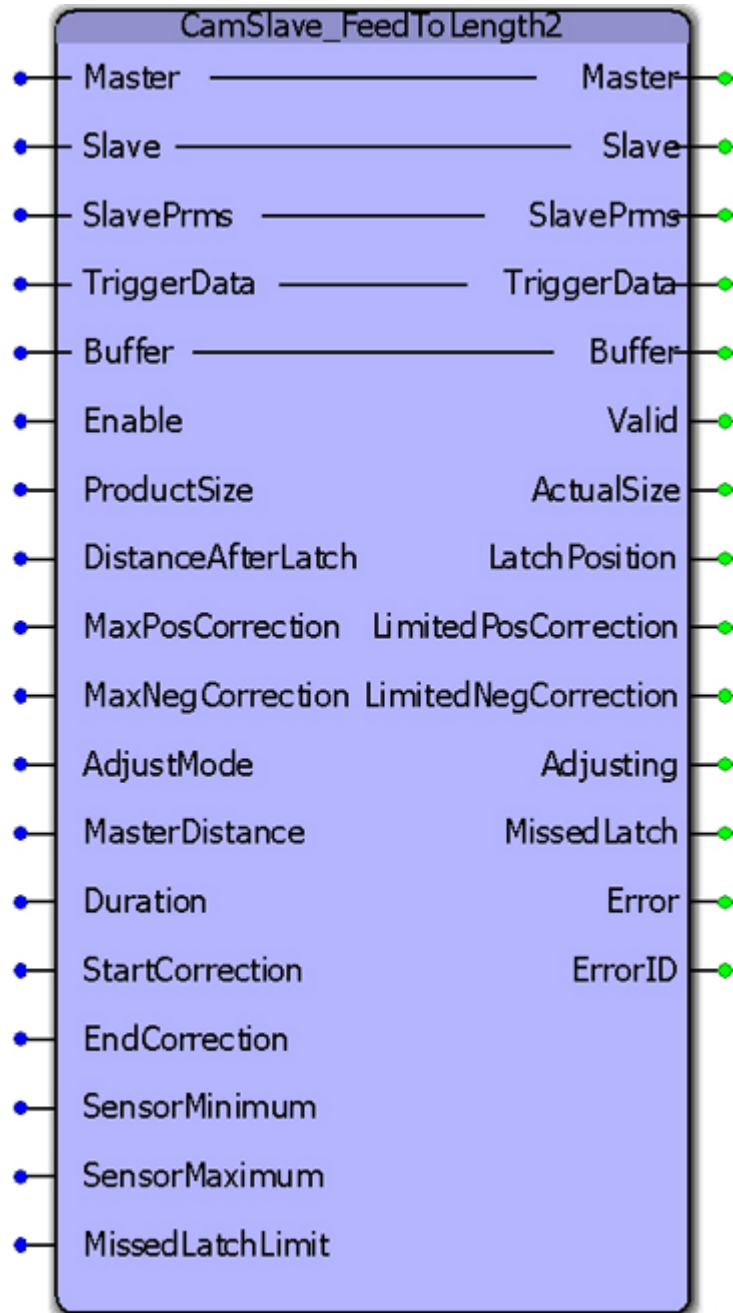 CamSlave_FeedToLength2
Master Master
Slave Slave
SlavePrms SlavePrms
TriggerData TriggerData
Buffer Buffer
Enable Valid
ProductSize ActualSize
DistanceAfterLatch LatchPosition
MaxPosCorrection LimitedPosCorrection
MaxNegCorrection LimitedNegCorrection
AdjustMode Adjusting
MasterDistance MissedLatch
Duration Error
StartCorrection ErrorID
EndCorrection
SensorMinimum
SensorMaximum
MissedLatchLimit